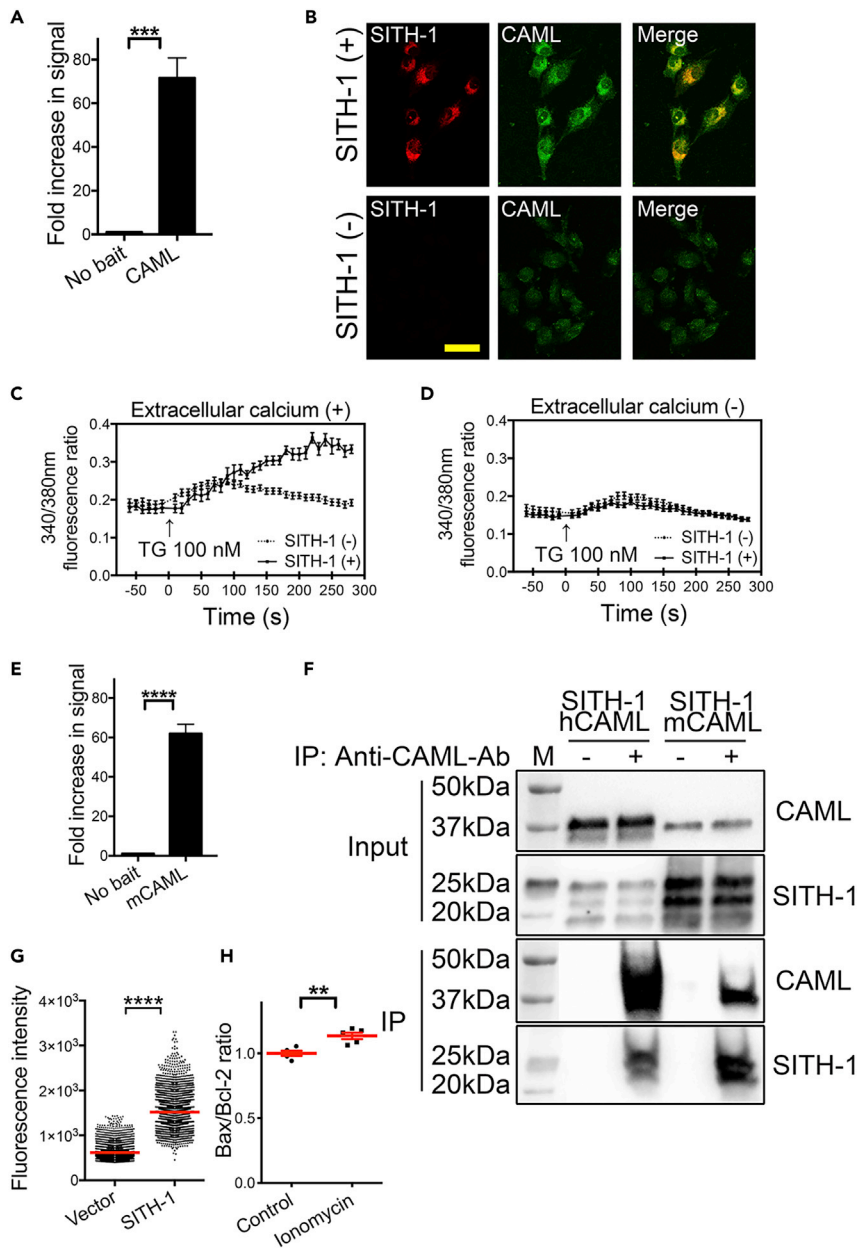 A
***
Fold increase in signal
80
60
40
20
0
No bait
CAML
B
SITH-1 (+)
SITH-1
CAML
Merge
SITH-1 (-)
SITH-1
CAML
Merge
C
Extracellular calcium (+)
340/380nm
fluorescence ratio
0.4
0.3
0.2
0.1
0.0
TG 100 nM
SITH-1 (-)
SITH-1 (+)
-50 0 50 100 150 200 250 300
Time (s)
D
Extracellular calcium (-)
340/380nm
fluorescence ratio
0.4
0.3
0.2
0.1
0.0
TG 100 nM
SITH-1 (-)
SITH-1 (+)
-50 0 50 100 150 200 250 300
Time (s)
E
****
Fold increase in signal
80
60
40
20
0
No bait
mCAML
F
SITH-1 SITH-1
hCAML mCAML
IP: Anti-CAML-Ab M - + - +
Input
50kDa
37kDa
CAML
25kDa
20kDa
SITH-1
IP
50kDa
37kDa
CAML
25kDa
20kDa
SITH-1
G
****
Fluorescence intensity
4×10³
3×10³
2×10³
1×10³
0
Vector
SITH-1
H
**
Bax/Bcl-2 ratio
1.0
0.5
0.0
Control
Ionomycin